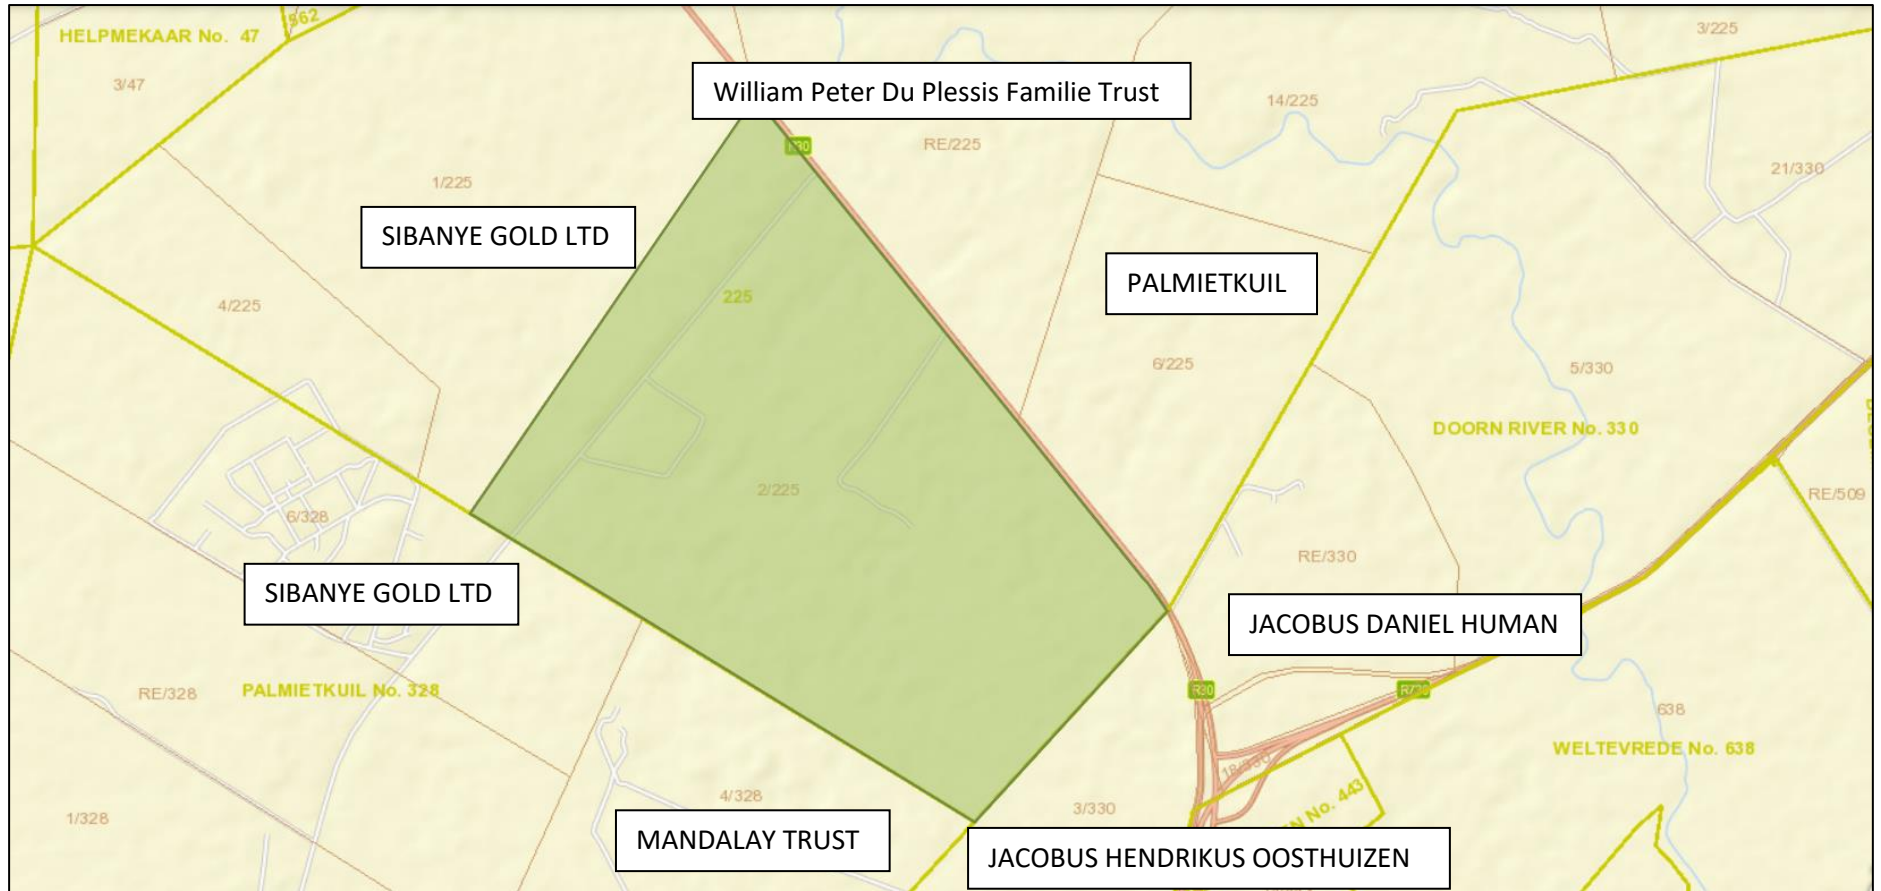 862
HELPMEKAAR No. 47
3/225
3/47
William Peter Du Plessis Familie Trust
14/225
R30
RE/225
21/330
1/225
SIBANYE GOLD LTD
PALMIETKUIL
225
4/225
6/225
5/330
DOORN RIVER No. 330
2/225
RE/509
6/328
RE/330
SIBANYE GOLD LTD
JACOBUS DANIEL HUMAN
RE/328
PALMIETKUIL No. 328
R30
R730
638
WELTEVREDE No. 638
18/330
4/328
3/330
No. 443
1/328
MANDALAY TRUST
JACOBUS HENDRIKUS OOSTHUIZEN